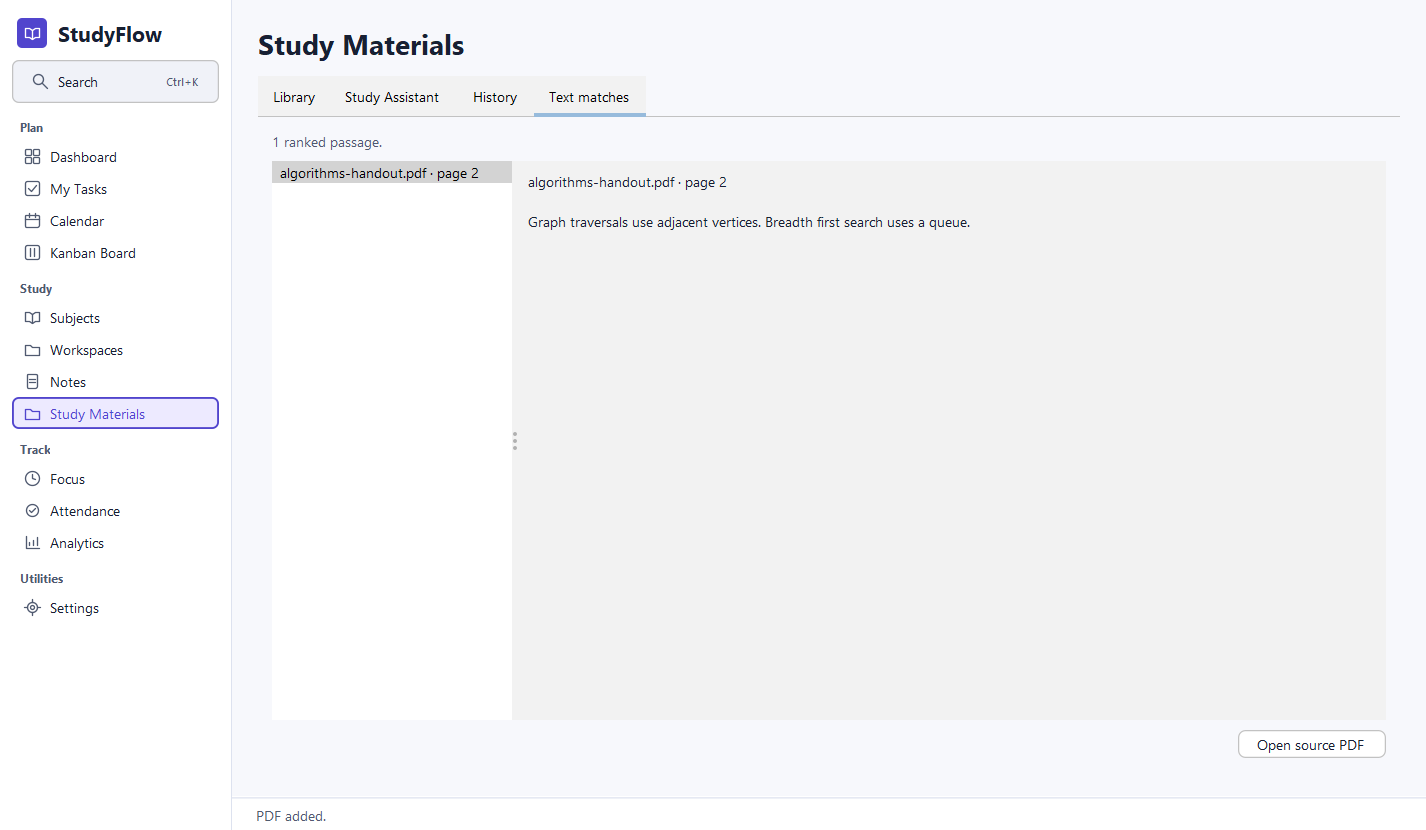 StudyFlow
Search Ctrl+K
Plan
Dashboard
My Tasks
Calendar
Kanban Board
Study
Subjects
Workspaces
Notes
Study Materials
Track
Focus
Attendance
Analytics
Utilities
Settings
Study Materials
Library Study Assistant History Text matches
1 ranked passage.
algorithms-handout.pdf · page 2
algorithms-handout.pdf · page 2
Graph traversals use adjacent vertices. Breadth first search uses a queue.
Open source PDF
PDF added.